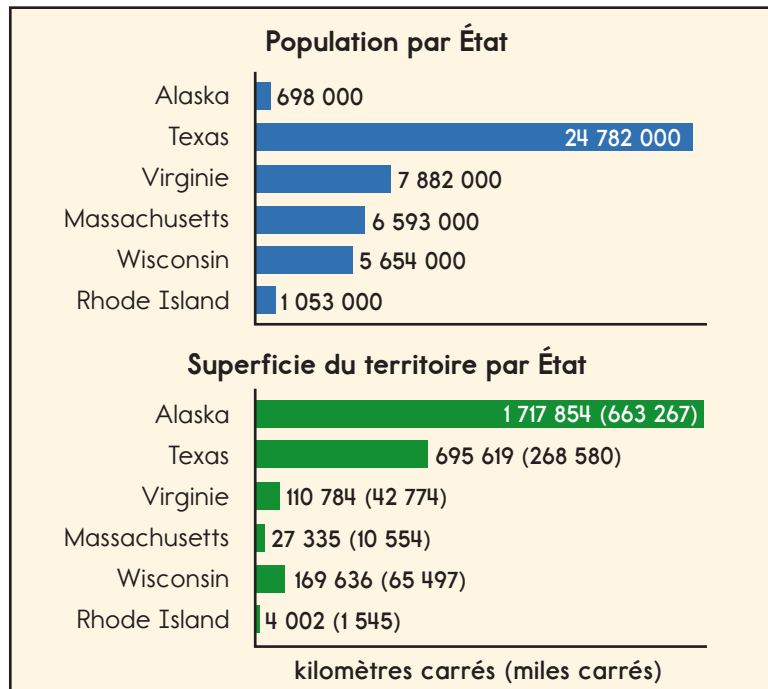 Population par État
Alaska 698 000
Texas 24 782 000
Virginie 7 882 000
Massachusetts 6 593 000
Wisconsin 5 654 000
Rhode Island 1 053 000
Superficie du territoire par État
Alaska 1 717 854 (663 267)
Texas 695 619 (268 580)
Virginie 110 784 (42 774)
Massachusetts 27 335 (10 554)
Wisconsin 169 636 (65 497)
Rhode Island 4 002 (1 545)
kilomètres carrés (miles carrés)